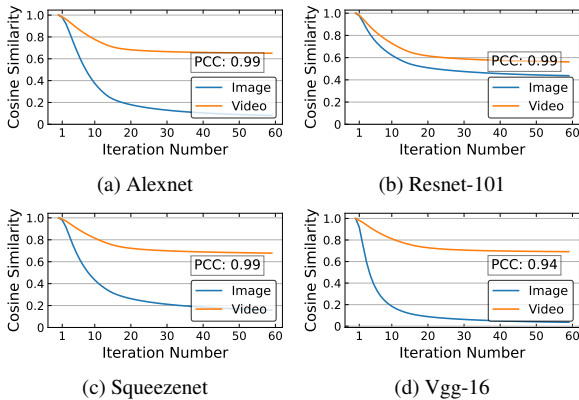 Cosine Similarity
1.0
0.8
0.6
0.4
0.2
0
PCC: 0.99
Image
Video
1 10 20 30 40 50 60
Iteration Number
(a) Alexnet
Cosine Similarity
1.0
0.8
0.6
0.4
0.2
0
PCC: 0.99
Image
Video
1 10 20 30 40 50 60
Iteration Number
(b) Resnet-101
Cosine Similarity
1.0
0.8
0.6
0.4
0.2
0
PCC: 0.99
Image
Video
1 10 20 30 40 50 60
Iteration Number
(c) Squeezenet
Cosine Similarity
1.0
0.8
0.6
0.4
0.2
0
PCC: 0.94
Image
Video
1 10 20 30 40 50 60
Iteration Number
(d) Vgg-16